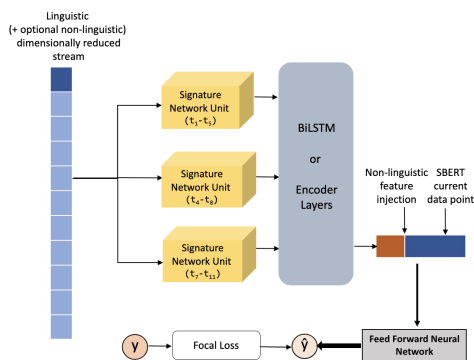 Linguistic
(+ optional non-linguistic)
dimensionally reduced
stream
Signature
Network Unit
(t₁-t₅)
Signature
Network Unit
(t₄-t₈)
Signature
Network Unit
(t₇-t₁₁)
BiLSTM
or
Encoder
Layers
Non-linguistic
feature
injection
SBERT
current
data point
Feed Forward Neural
Network
y
Focal Loss
ŷ